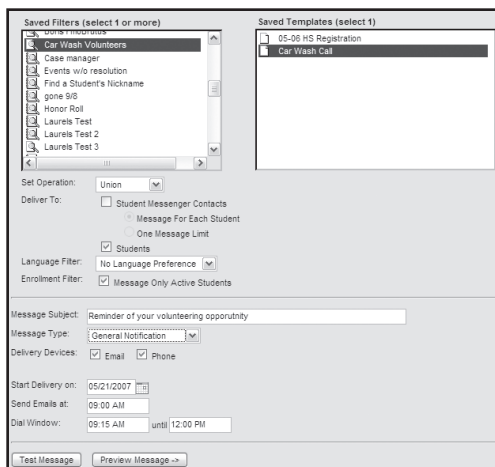 Saved Filters (select 1 or more)
Saved Templates (select 1)
Car Wash Volunteers
Case manager
Events w/o resolution
Find a Student's Nickname
gone 9/8
Honor Roll
Laurels Test
Laurels Test 2
Laurels Test 3
05-06 HS Registration
Car Wash Call
Set Operation: Union
Deliver To: Student Messenger Contacts
Message For Each Student
One Message Limit
Students
Language Filter: No Language Preference
Enrollment Filter: Message Only Active Students
Message Subject: Reminder of your volunteering opporutnity
Message Type: General Notification
Delivery Devices: Email Phone
Start Delivery on: 05/21/2007
Send Emails at: 09:00 AM
Dial Window: 09:15 AM until 12:00 PM
Test Message Preview Message ->